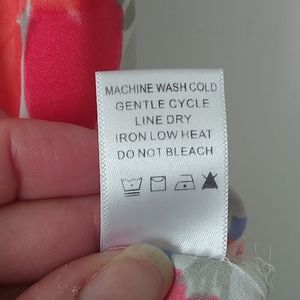 MACHINE WASH COLD
GENTLE CYCLE
LINE DRY
IRON LOW HEAT
DO NOT BLEACH